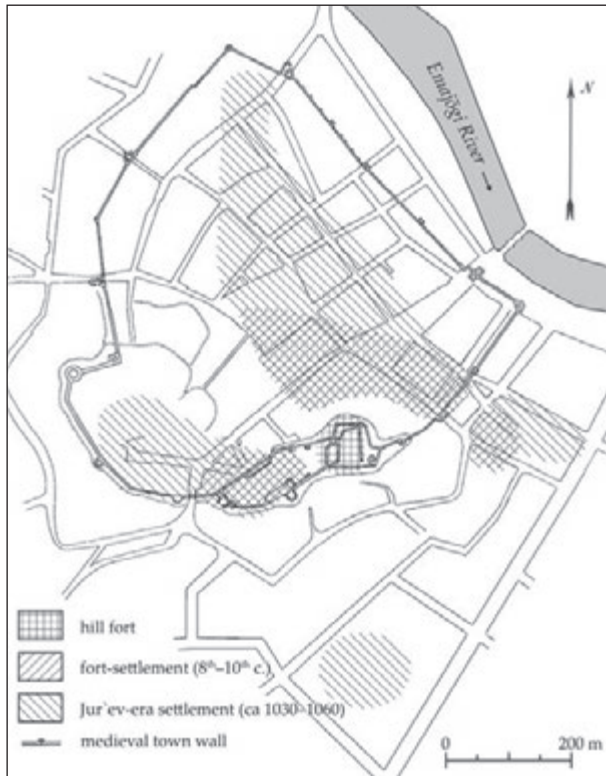 Emajõgi River →
N
hill fort
fort-settlement (8th–10th c.)
Jur`ev-era settlement (ca 1030–1060)
medieval town wall
0 200 m